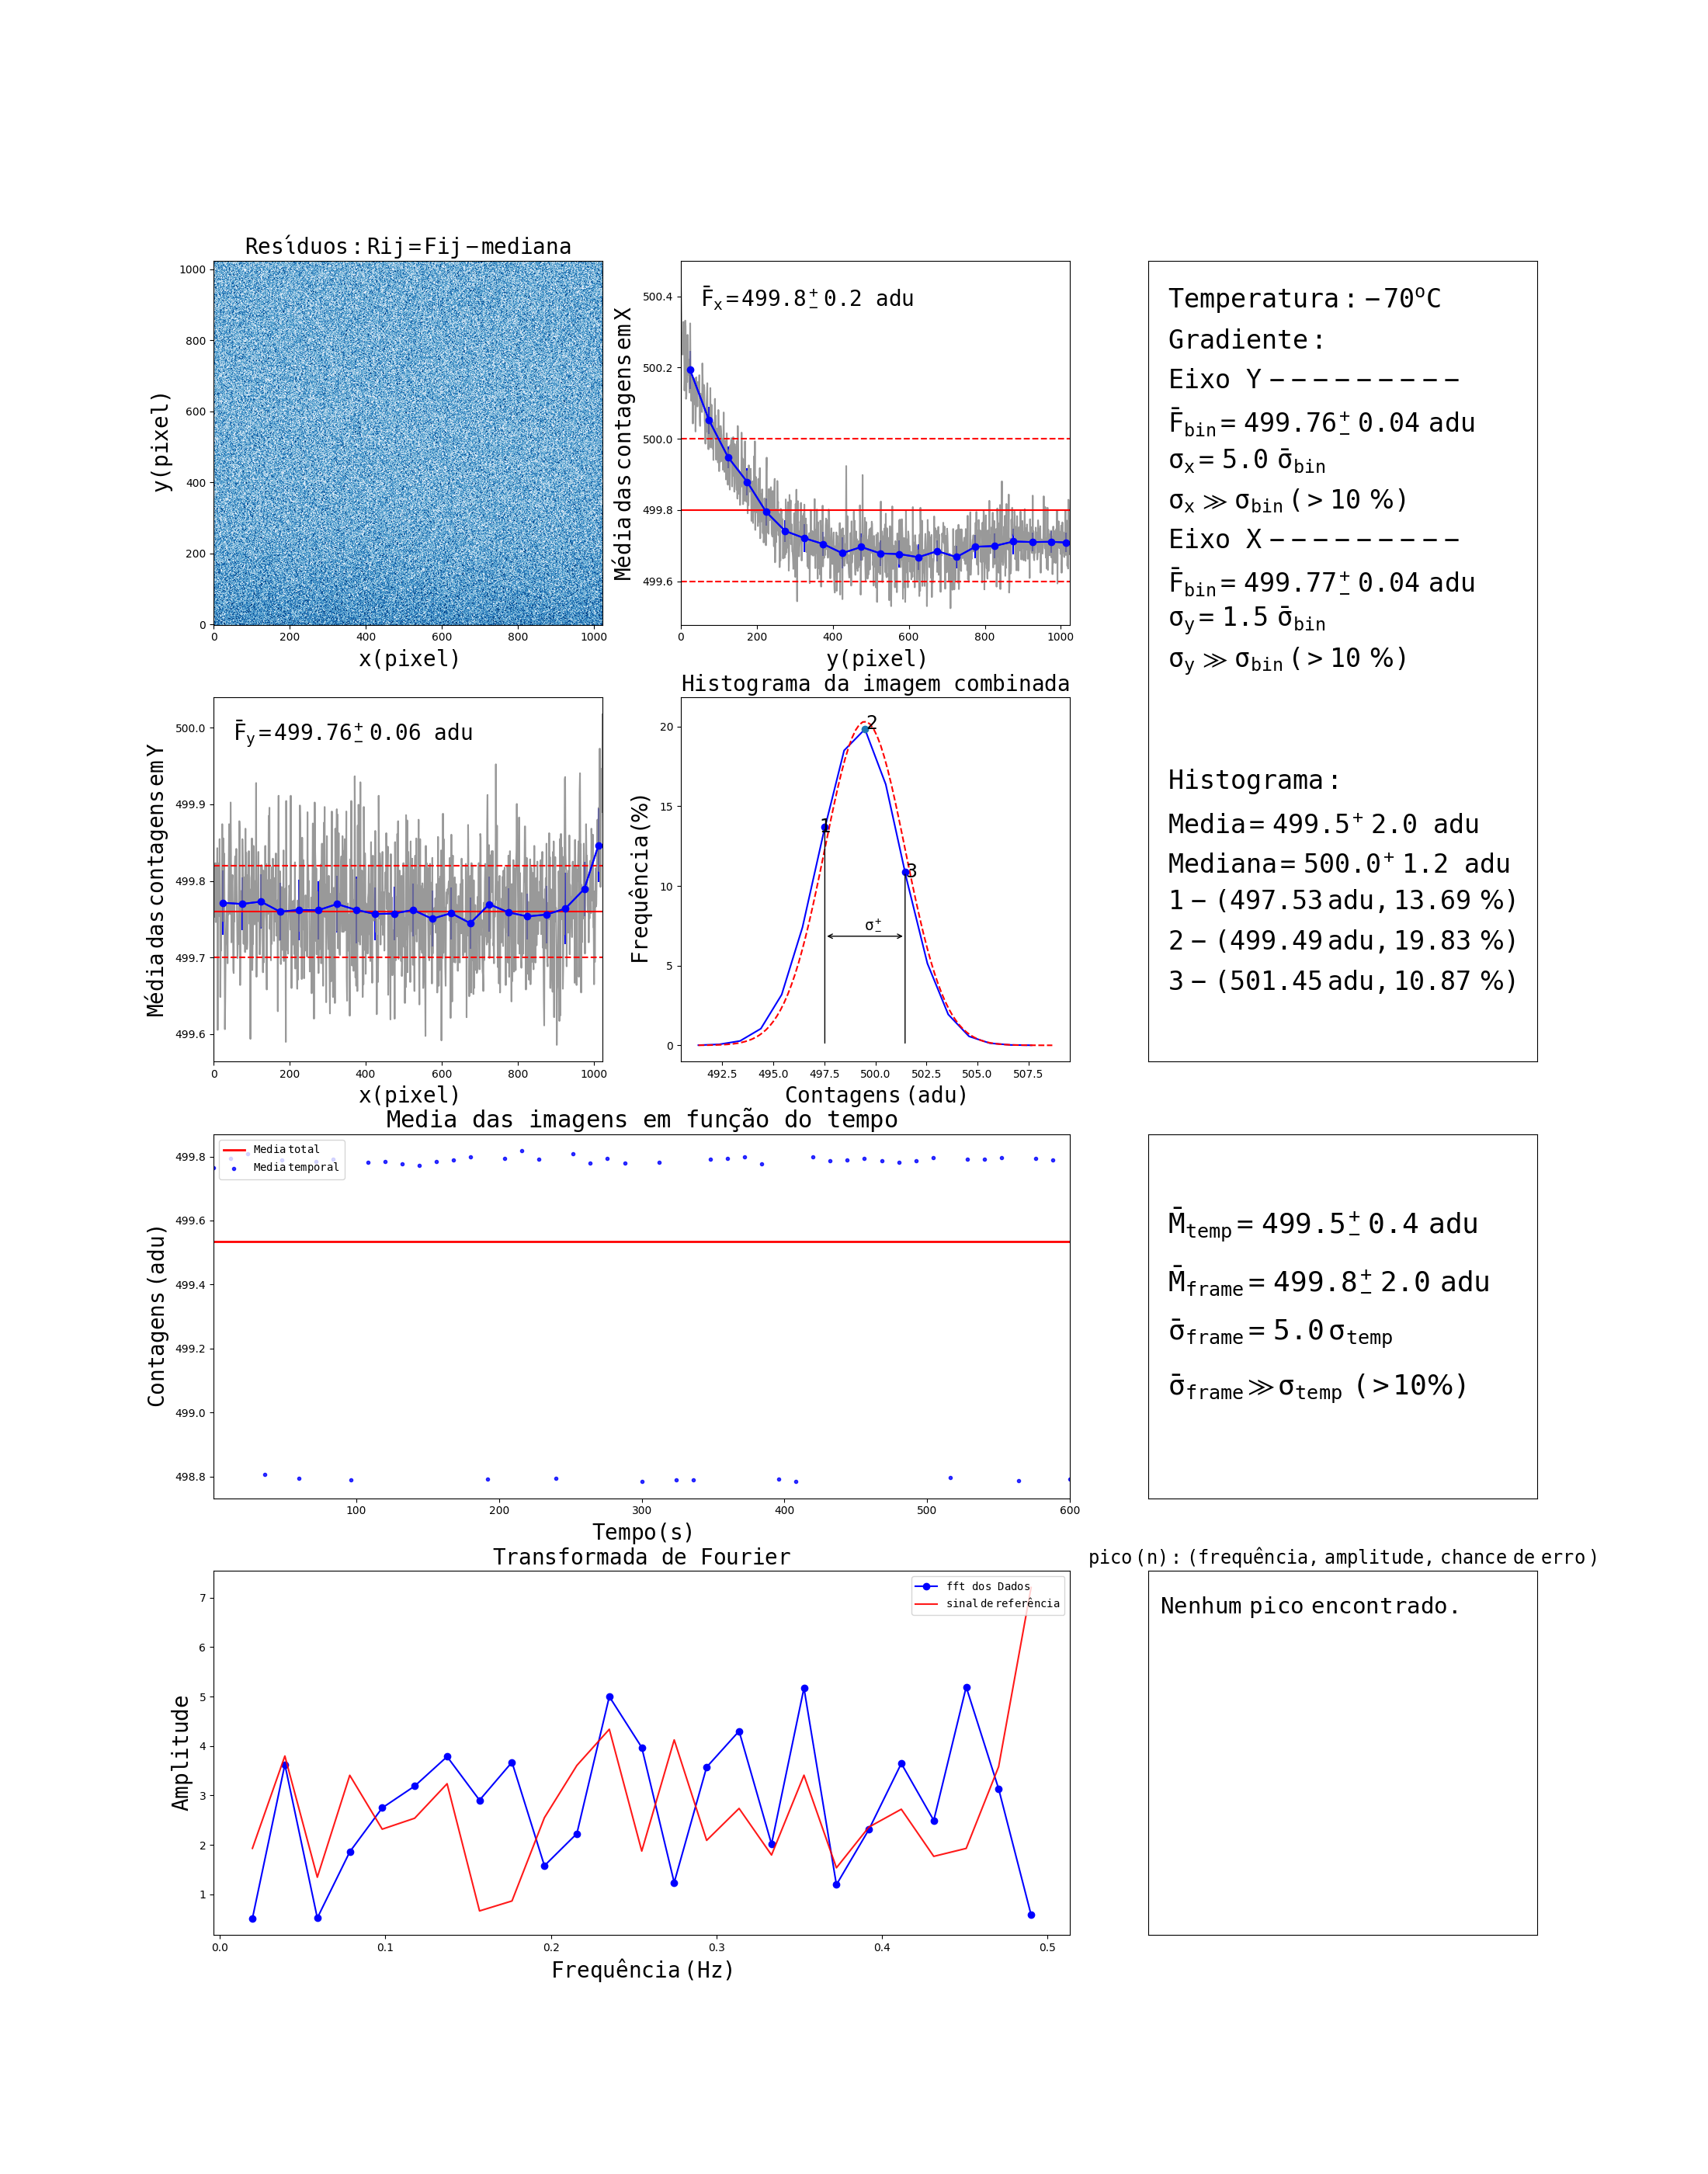 Resíduos: Rij=Fij−mediana
1000
800
600
400
200
0
y(pixel)
0 200 400 600 800 1000
x(pixel)
F̄x=499.8+−0.2 adu
500.4
500.2
500.0
499.8
499.6
Média das contagens em X
0 200 400 600 800 1000
y(pixel)
Temperatura: −70ºC
Gradiente:
Eixo Y −−−−−−−−−
F̄bin= 499.76+− 0.04 adu
σx= 5.0 σ̄bin
σx ≫ σbin (>10 %)
Eixo X −−−−−−−−−
F̄bin= 499.77+− 0.04 adu
σy= 1.5 σ̄bin
σy ≫ σbin (>10 %)
Histograma:
Media= 499.5+ 2.0 adu
Mediana= 500.0+ 1.2 adu
1 − (497.53 adu, 13.69 %)
2 − (499.49 adu, 19.83 %)
3 − (501.45 adu, 10.87 %)
F̄y=499.76+−0.06 adu
500.0
499.9
499.8
499.7
499.6
Média das contagens em Y
0 200 400 600 800 1000
x(pixel)
Histograma da imagem combinada
2
1
3
σ+−
20
15
10
5
0
Frequência(%)
492.5 495.0 497.5 500.0 502.5 505.0 507.5
Contagens (adu)
Media das imagens em função do tempo
Media total
Media temporal
499.8
499.6
499.4
499.2
499.0
498.8
Contagens (adu)
100 200 300 400 500 600
Tempo(s)
M̄temp= 499.5+− 0.4 adu
M̄frame= 499.8+− 2.0 adu
σ̄frame= 5.0 σtemp
σ̄frame≫σtemp (>10%)
Transformada de Fourier
fft dos Dados
sinal de referência
7
6
5
4
3
2
1
Amplitude
0.0 0.1 0.2 0.3 0.4 0.5
Frequência (Hz)
pico (n): (frequência, amplitude, chance de erro)
Nenhum pico encontrado.